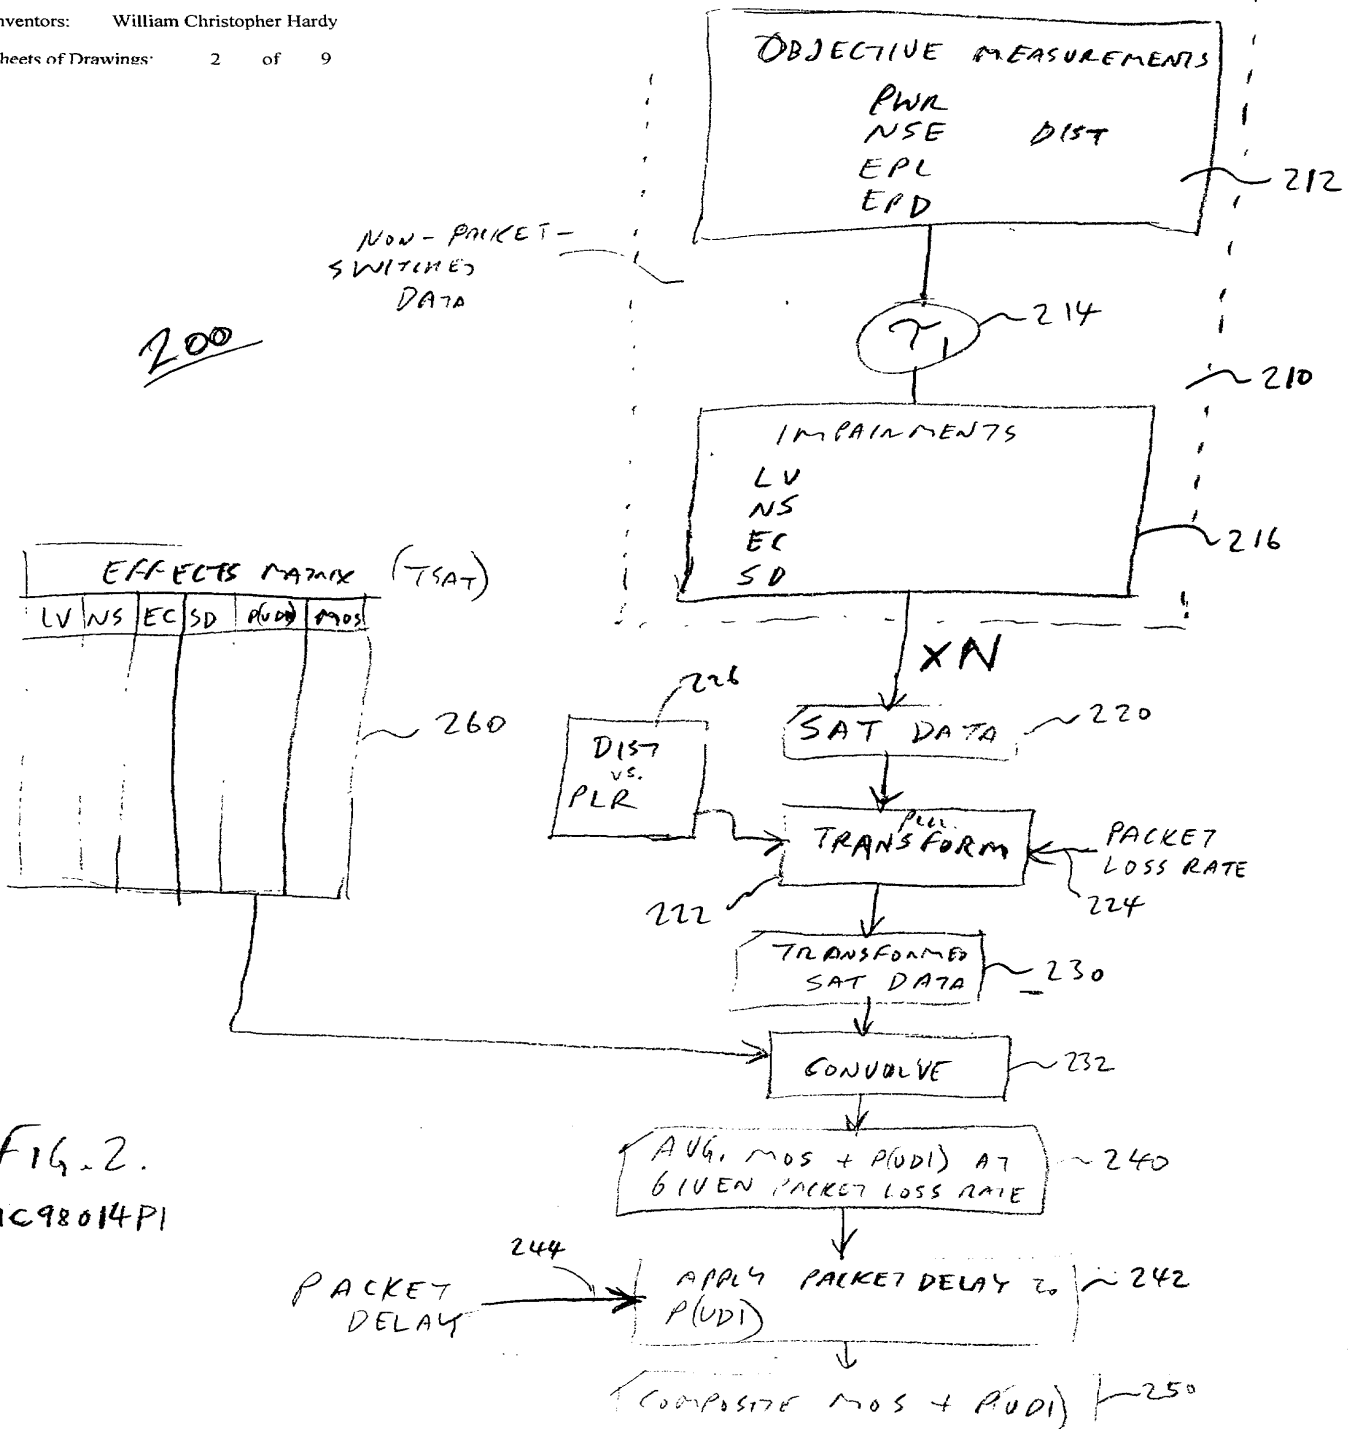 nventors: William Christopher Hardy
heets of Drawings: 2 of 9
OBJECTIVE MEASUREMENTS
PWR
NSE DIST
EPL
EPD
212
NON-PACKET-
SWITCHED
DATA
200
T1
214
210
IMPAIRMENTS
LV
NS
EC
SD
216
EFFECTS MATRIX (TSAT)
LV NS EC SD P(UDI) MOS
260
XN
226
SAT DATA
220
DIST
vs.
PLR
TRANSFORM
PACKET
LOSS RATE
222
224
TRANSFORMED
SAT DATA
230
CONVOLVE
232
FIG. 2.
1C98014P1
AVG. MOS + P(UDI) AT
GIVEN PACKET LOSS RATE
240
244
PACKET
DELAY
APPLY PACKET DELAY To
P(UDI)
242
COMPOSITE MOS + P(UDI)
250